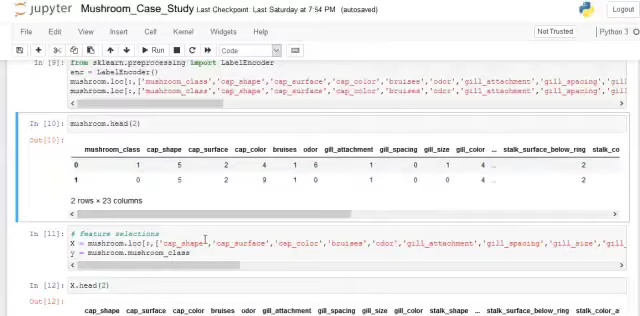 jupyter Mushroom_Case_Study Last Checkpoint: Last Saturday at 7:54 PM (autosaved)
Logout
File Edit View Insert Cell Kernel Widgets Help
Not Trusted
Python 3
Run
Code
In [9]: from sklearn.preprocessing import LabelEncoder
enc = LabelEncoder()
mushroom.loc[:,['mushroom_class','cap_shape','cap_surface','cap_color','bruises','odor','gill_attachment','gill_spacing','gill
mushroom.loc[:,['mushroom_class','cap_shape','cap_surface','cap_color','bruises','odor','gill_attachment','gill_spacing','gill
In [10]: mushroom.head(2)
Out[10]:
mushroom_class cap_shape cap_surface cap_color bruises odor gill_attachment gill_spacing gill_size gill_color ... stalk_surface_below_ring stalk_co
0 1 5 2 4 1 6 1 0 1 4 ... 2
1 0 5 2 9 1 0 1 0 0 4 ... 2
2 rows × 23 columns
In [11]: # Feature selections
X = mushroom.loc[:,['cap_shape','cap_surface','cap_color','bruises','odor','gill_attachment','gill_spacing','gill_size','gill_
y = mushroom.mushroom_class
In [12]: X.head(2)
Out[12]:
cap_shape cap_surface cap_color bruises odor gill_attachment gill_spacing gill_size gill_color stalk_shape ... stalk_surface_below_ring stalk_color_a